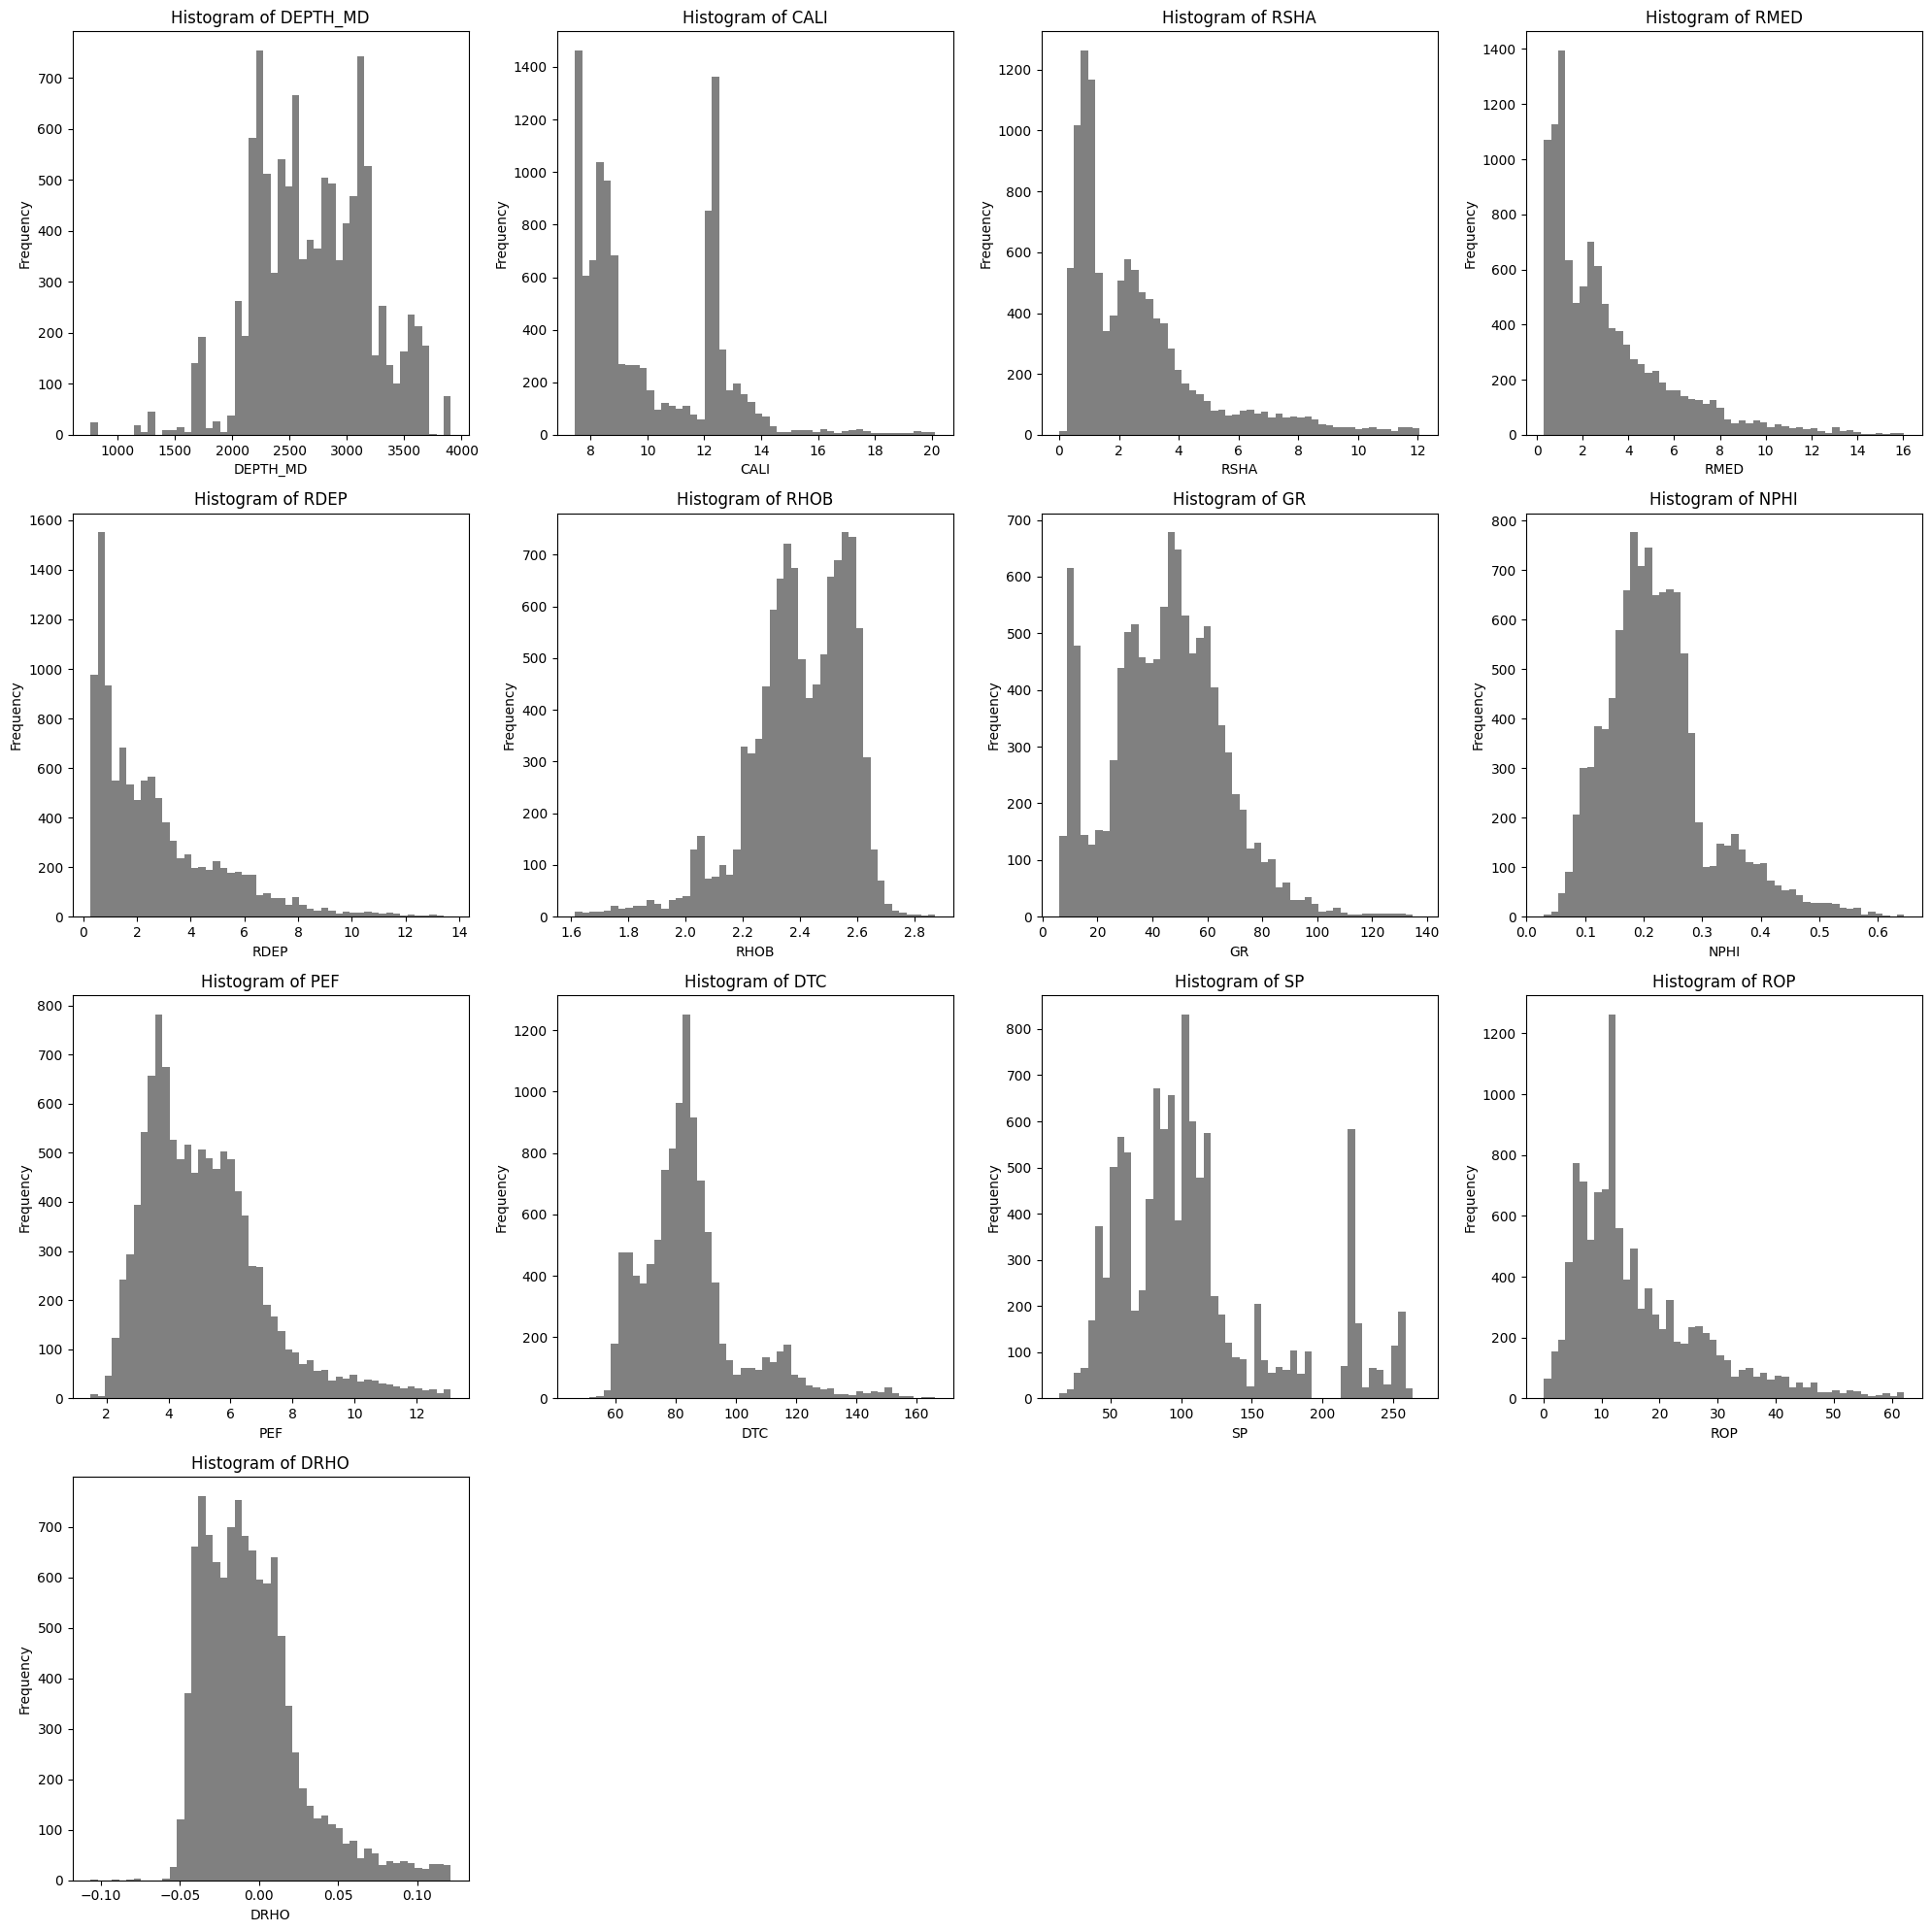 Histogram of DEPTH_MD
Frequency
700
600
500
400
300
200
100
0
1000 1500 2000 2500 3000 3500 4000
DEPTH_MD
Histogram of CALI
Frequency
1400
1200
1000
800
600
400
200
0
8 10 12 14 16 18 20
CALI
Histogram of RSHA
Frequency
1200
1000
800
600
400
200
0
0 2 4 6 8 10 12
RSHA
Histogram of RMED
Frequency
1400
1200
1000
800
600
400
200
0
0 2 4 6 8 10 12 14 16
RMED
Histogram of RDEP
Frequency
1600
1400
1200
1000
800
600
400
200
0
0 2 4 6 8 10 12 14
RDEP
Histogram of RHOB
Frequency
700
600
500
400
300
200
100
0
1.6 1.8 2.0 2.2 2.4 2.6 2.8
RHOB
Histogram of GR
Frequency
700
600
500
400
300
200
100
0
0 20 40 60 80 100 120 140
GR
Histogram of NPHI
Frequency
800
700
600
500
400
300
200
100
0
0.0 0.1 0.2 0.3 0.4 0.5 0.6
NPHI
Histogram of PEF
Frequency
800
700
600
500
400
300
200
100
0
2 4 6 8 10 12
PEF
Histogram of DTC
Frequency
1200
1000
800
600
400
200
0
60 80 100 120 140 160
DTC
Histogram of SP
Frequency
800
700
600
500
400
300
200
100
0
50 100 150 200 250
SP
Histogram of ROP
Frequency
1200
1000
800
600
400
200
0
0 10 20 30 40 50 60
ROP
Histogram of DRHO
Frequency
700
600
500
400
300
200
100
0
−0.10 −0.05 0.00 0.05 0.10
DRHO